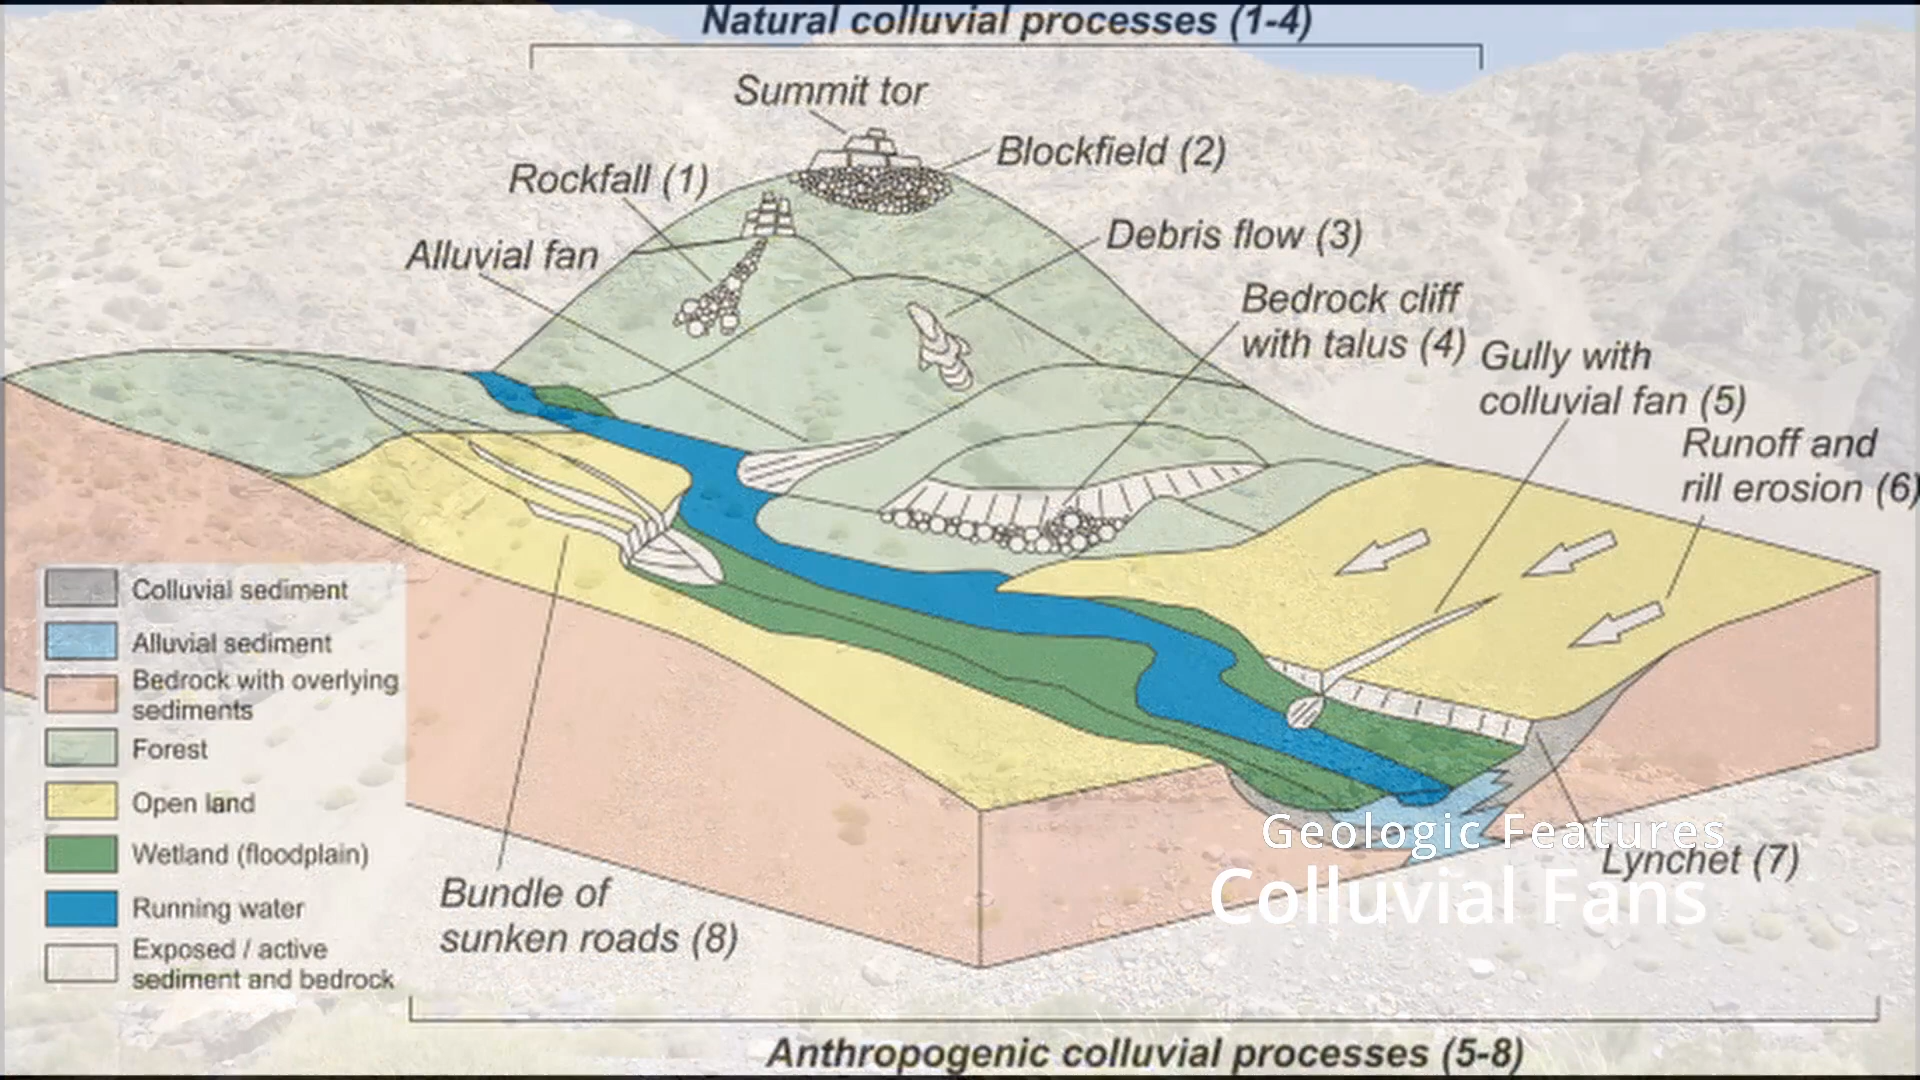 Natural colluvial processes (1-4)
Summit tor
Blockfield (2)
Rockfall (1)
Debris flow (3)
Alluvial fan
Bedrock cliff
with talus (4)
Gully with
colluvial fan (5)
Runoff and
rill erosion (6)
Colluvial sediment
Alluvial sediment
Bedrock with overlying
sediments
Forest
Open land
Wetland (floodplain)
Running water
Exposed / active
sediment and bedrock
Bundle of
sunken roads (8)
Geologic Features
Colluvial Fans
Lynchet (7)
Anthropogenic colluvial processes (5-8)